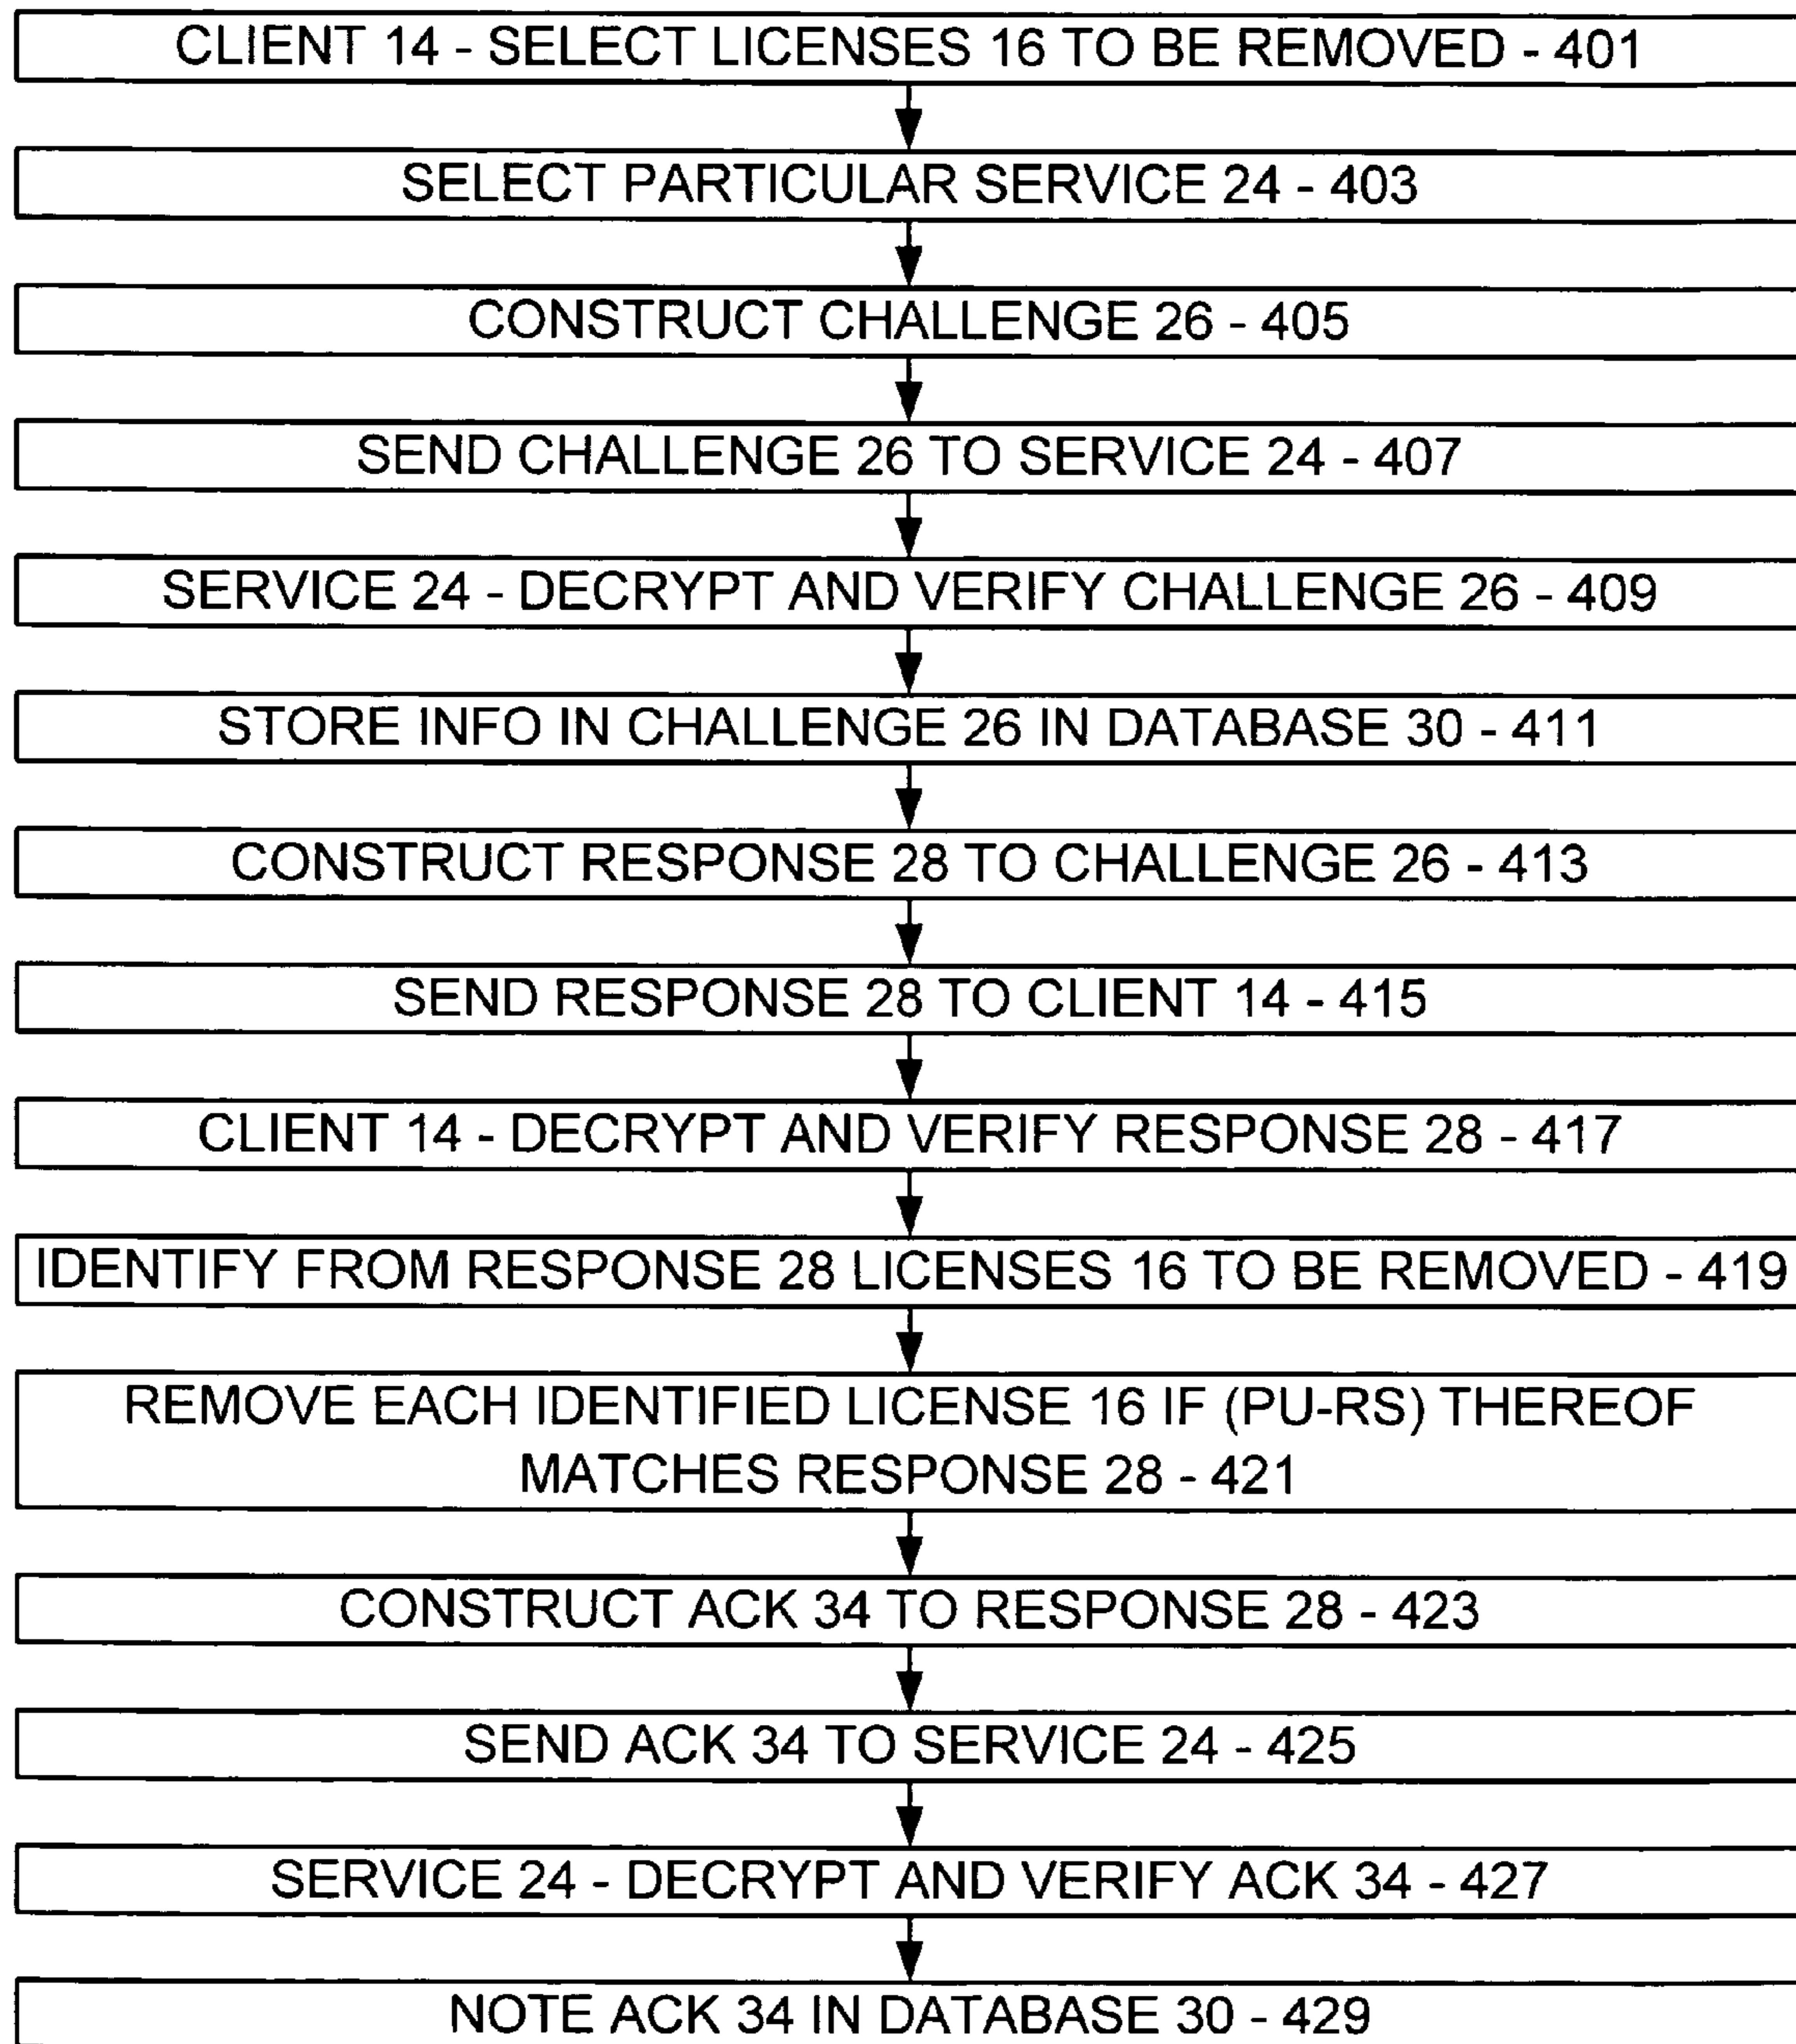 CLIENT 14 - SELECT LICENSES 16 TO BE REMOVED - 401
SELECT PARTICULAR SERVICE 24 - 403
CONSTRUCT CHALLENGE 26 - 405
SEND CHALLENGE 26 TO SERVICE 24 - 407
SERVICE 24 - DECRYPT AND VERIFY CHALLENGE 26 - 409
STORE INFO IN CHALLENGE 26 IN DATABASE 30 - 411
CONSTRUCT RESPONSE 28 TO CHALLENGE 26 - 413
SEND RESPONSE 28 TO CLIENT 14 - 415
CLIENT 14 - DECRYPT AND VERIFY RESPONSE 28 - 417
IDENTIFY FROM RESPONSE 28 LICENSES 16 TO BE REMOVED - 419
REMOVE EACH IDENTIFIED LICENSE 16 IF (PU-RS) THEREOF
MATCHES RESPONSE 28 - 421
CONSTRUCT ACK 34 TO RESPONSE 28 - 423
SEND ACK 34 TO SERVICE 24 - 425
SERVICE 24 - DECRYPT AND VERIFY ACK 34 - 427
NOTE ACK 34 IN DATABASE 30 - 429